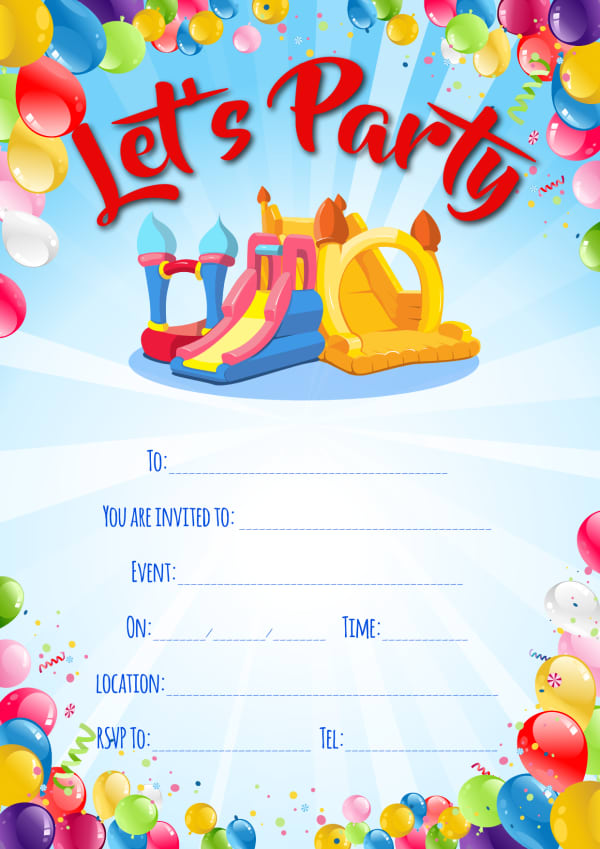 Let's Party
To:
You are invited to:
Event:
On: / / Time:
Location:
RSVP To: Tel: